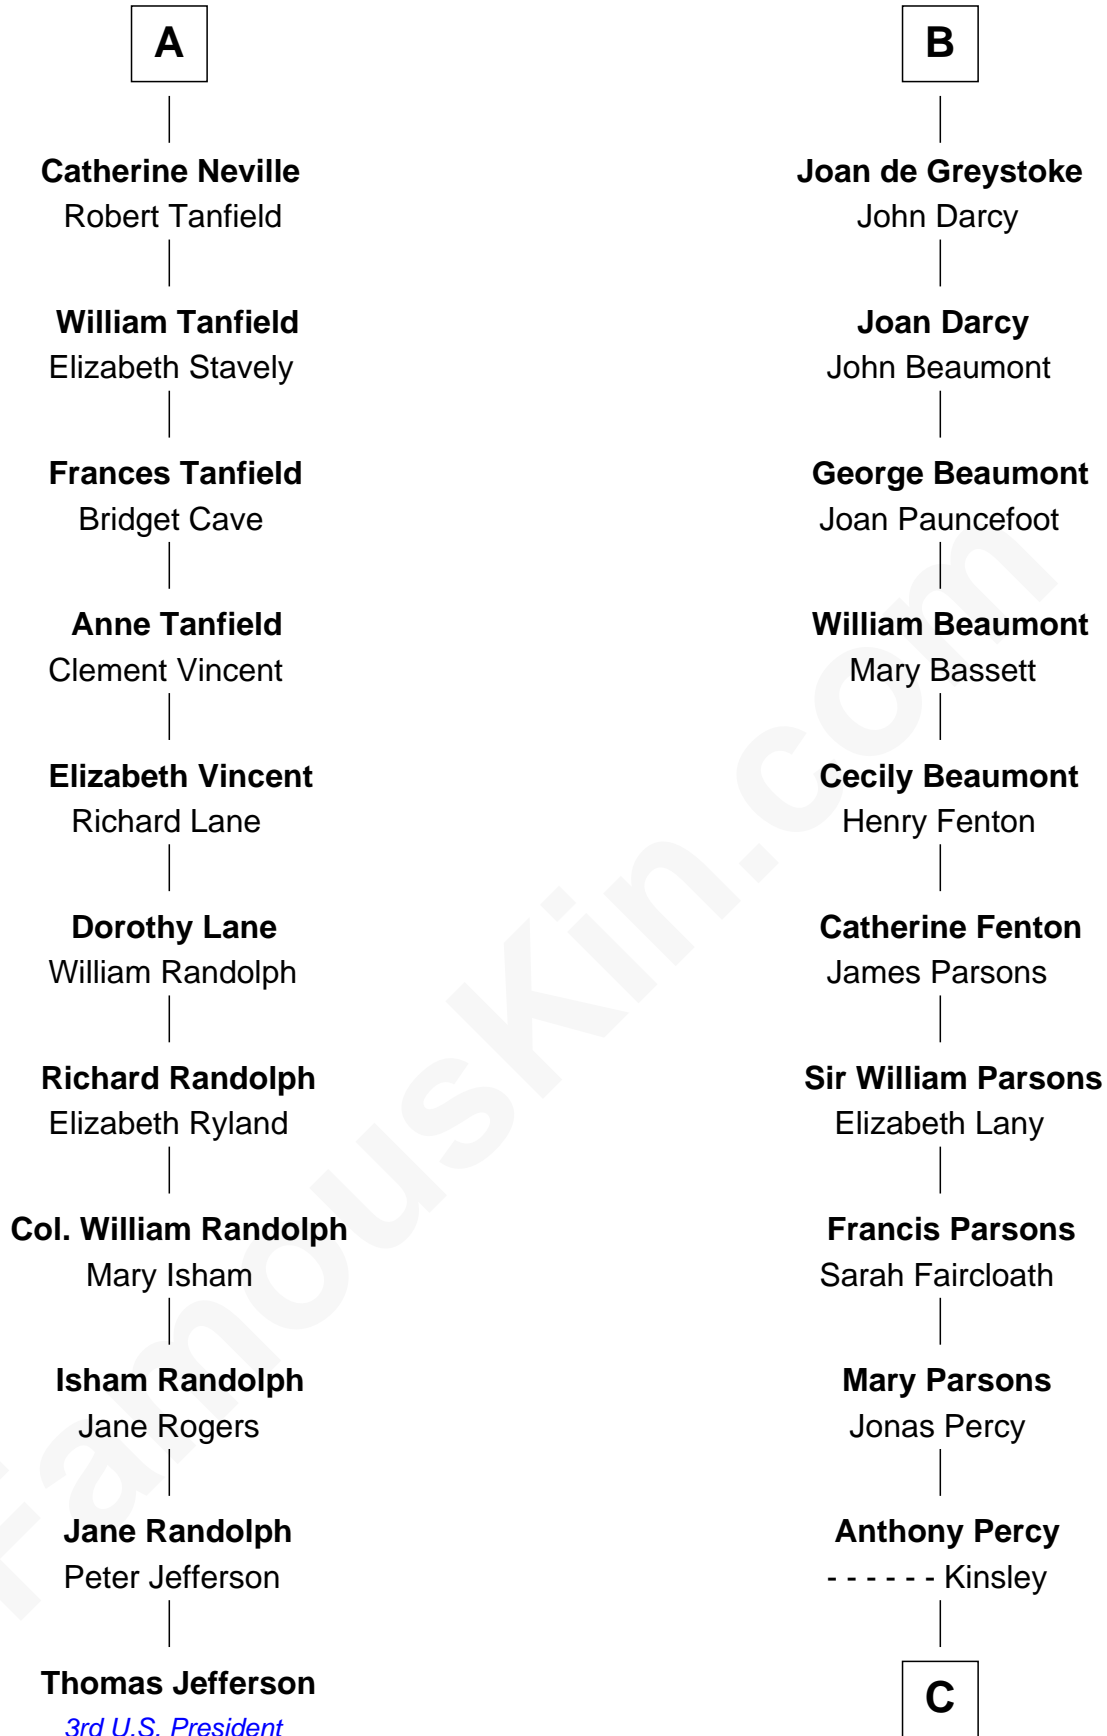 A
Catherine Neville
Robert Tanfield
William Tanfield
Elizabeth Stavely
Frances Tanfield
Bridget Cave
Anne Tanfield
Clement Vincent
Elizabeth Vincent
Richard Lane
Dorothy Lane
William Randolph
Richard Randolph
Elizabeth Ryland
Col. William Randolph
Mary Isham
Isham Randolph
Jane Rogers
Jane Randolph
Peter Jefferson
Thomas Jefferson
3rd U.S. President
B
Joan de Greystoke
John Darcy
Joan Darcy
John Beaumont
George Beaumont
Joan Pauncefoot
William Beaumont
Mary Bassett
Cecily Beaumont
Henry Fenton
Catherine Fenton
James Parsons
Sir William Parsons
Elizabeth Lany
Francis Parsons
Sarah Faircloath
Mary Parsons
Jonas Percy
Anthony Percy
- - - - - - Kinsley
C
FamousKin.com